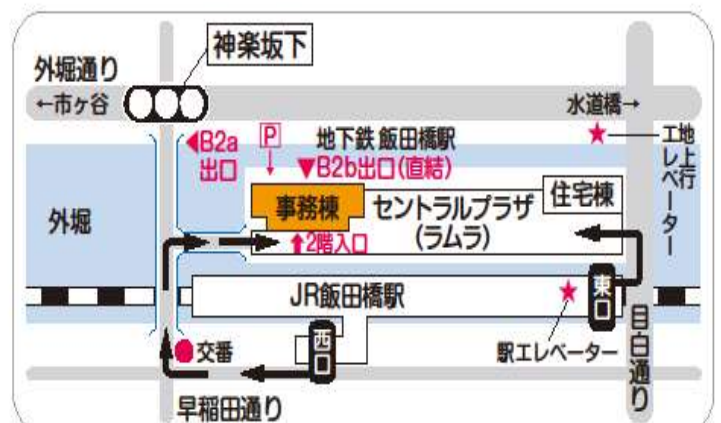 神楽坂下
外堀通り
←市ヶ谷
水道橋→
◀B2a
出口
P
地下鉄 飯田橋駅
▼B2b出口(直結)
★
地上行
エレベーター
事務棟
セントラルプラザ
(ラムラ)
住宅棟
外堀
⬆2階入口
JR飯田橋駅
★
東口
西口
交番
駅エレベーター
目白通り
早稲田通り